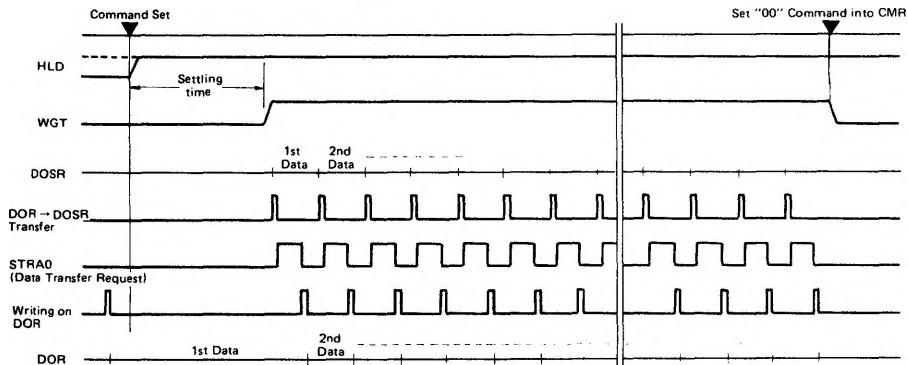 Command Set
Set "00" Command into CMR
HLD
Settling
time
WGT
1st
Data
2nd
Data
DOSR
DOR → DOSR
Transfer
STRA0
(Data Transfer Request)
Writing on
DOR
1st Data
2nd
Data
DOR